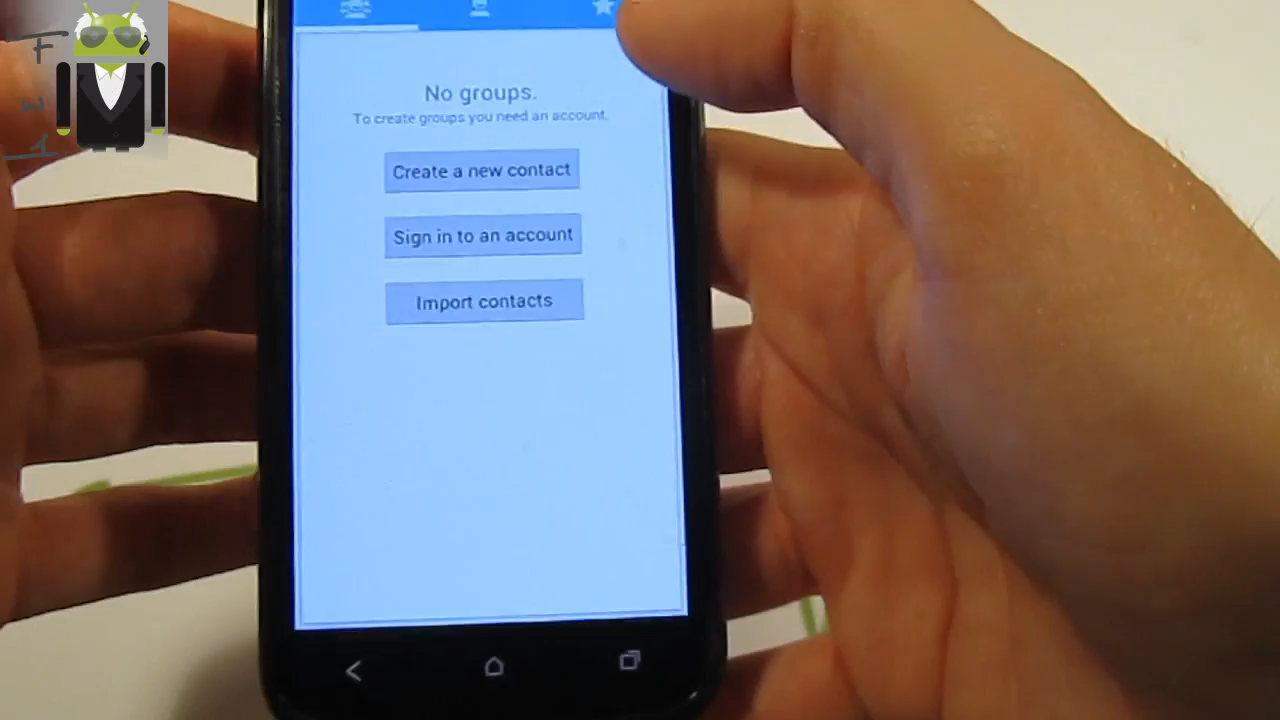 No groups.
To create groups you need an account.
Create a new contact
Sign in to an account
Import contacts